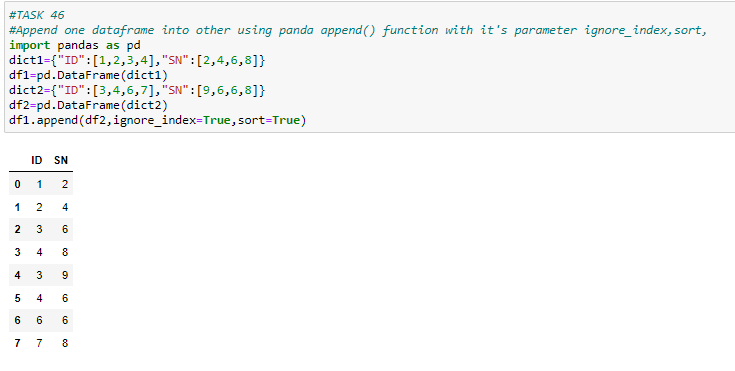 #TASK 46
#Append one dataframe into other using panda append() function with it's parameter ignore_index,sort,
import pandas as pd
dict1={"ID":[1,2,3,4],"SN":[2,4,6,8]}
df1=pd.DataFrame(dict1)
dict2={"ID":[3,4,6,7],"SN":[9,6,6,8]}
df2=pd.DataFrame(dict2)
df1.append(df2,ignore_index=True,sort=True)
ID SN
0 1 2
1 2 4
2 3 6
3 4 8
4 3 9
5 4 6
6 6 6
7 7 8